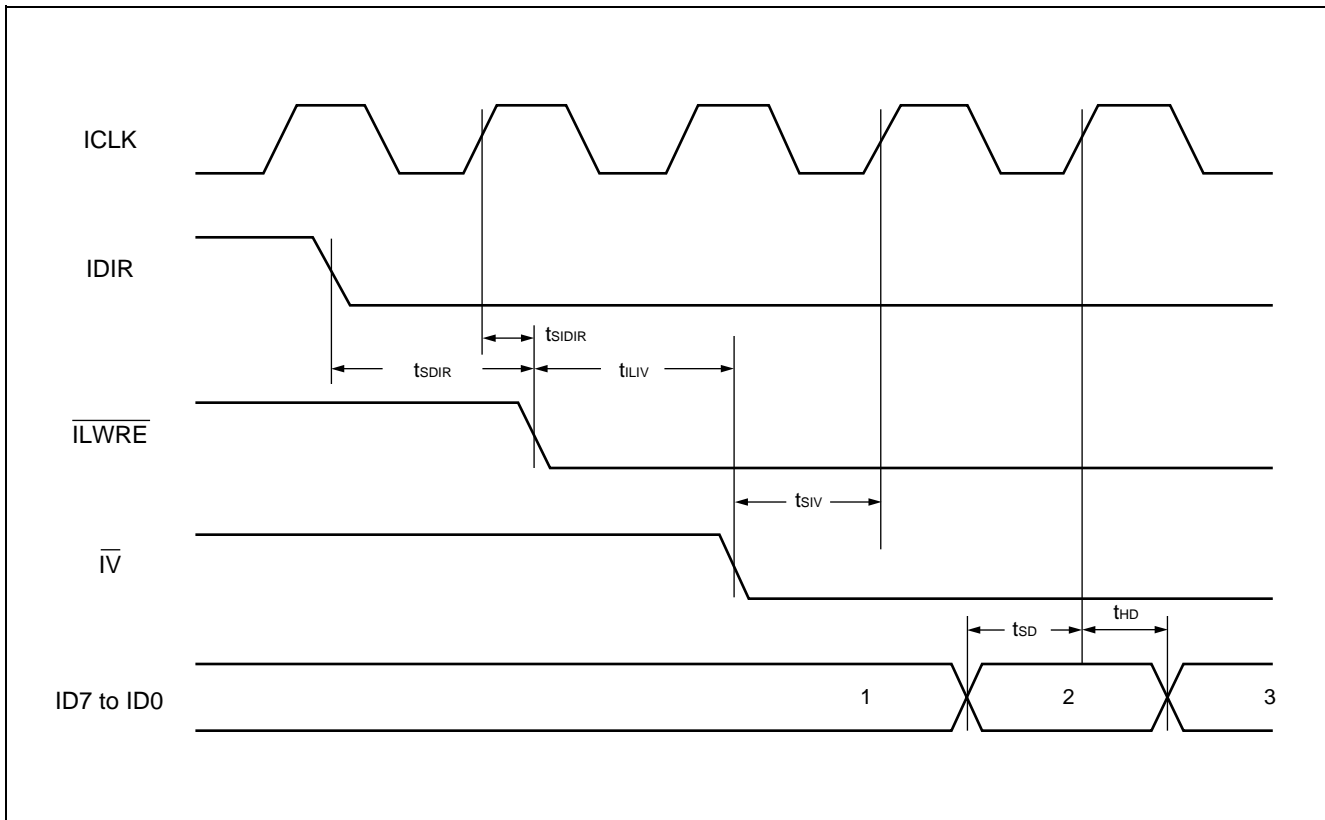 ICLK
IDIR
tSIDIR
tSDIR
tILIV
ILWRE
tSIV
IV
tSD
tHD
ID7 to ID0
1
2
3